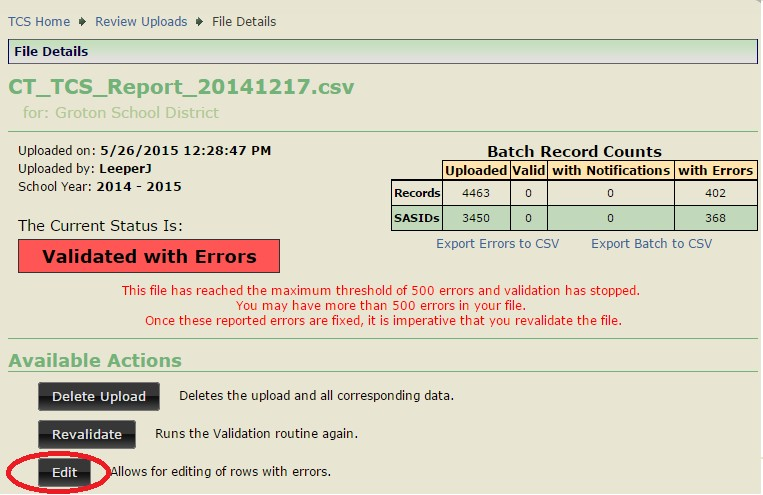 TCS Home Review Uploads File Details
File Details
CT_TCS_Report_20141217.csv
for: Groton School District
Uploaded on: 5/26/2015 12:28:47 PM
Uploaded by: LeeperJ
School Year: 2014 - 2015
Batch Record Counts
Uploaded Valid with Notifications with Errors
Records 4463 0 0 402
SASIDs 3450 0 0 368
Export Errors to CSV Export Batch to CSV
The Current Status Is:
Validated with Errors
This file has reached the maximum threshold of 500 errors and validation has stopped.
You may have more than 500 errors in your file.
Once these reported errors are fixed, it is imperative that you revalidate the file.
Available Actions
Delete Upload Deletes the upload and all corresponding data.
Revalidate Runs the Validation routine again.
Edit Allows for editing of rows with errors.